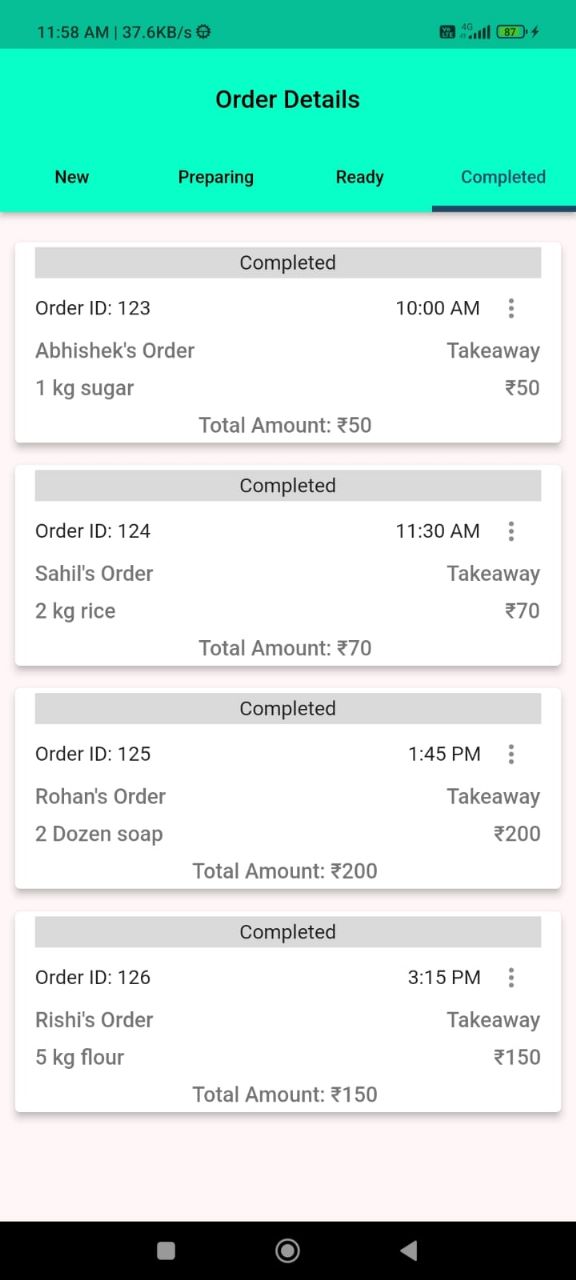 11:58 AM | 37.6KB/s
4G 87
Order Details
New Preparing Ready Completed
Completed
Order ID: 123 10:00 AM
Abhishek's Order Takeaway
1 kg sugar ₹50
Total Amount: ₹50
Completed
Order ID: 124 11:30 AM
Sahil's Order Takeaway
2 kg rice ₹70
Total Amount: ₹70
Completed
Order ID: 125 1:45 PM
Rohan's Order Takeaway
2 Dozen soap ₹200
Total Amount: ₹200
Completed
Order ID: 126 3:15 PM
Rishi's Order Takeaway
5 kg flour ₹150
Total Amount: ₹150